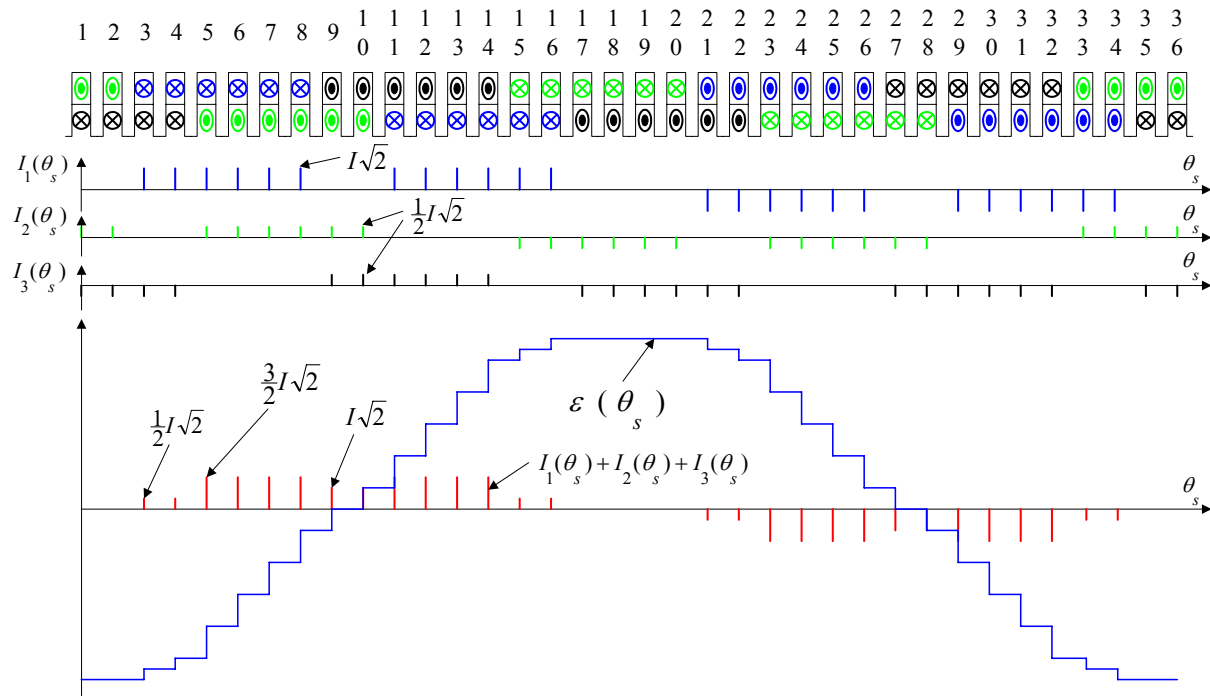 1 2 3 4 5 6 7 8 9 10 11 12 13 14 15 16 17 18 19 20 21 22 23 24 25 26 27 28 29 30 31 32 33 34 35 36
I₁(θₛ) I√2 θₛ
I₂(θₛ) ½I√2 θₛ
I₃(θₛ) θₛ
ε (θₛ)
½I√2 3/2 I√2 I√2 I₁(θₛ)+I₂(θₛ)+I₃(θₛ) θₛ